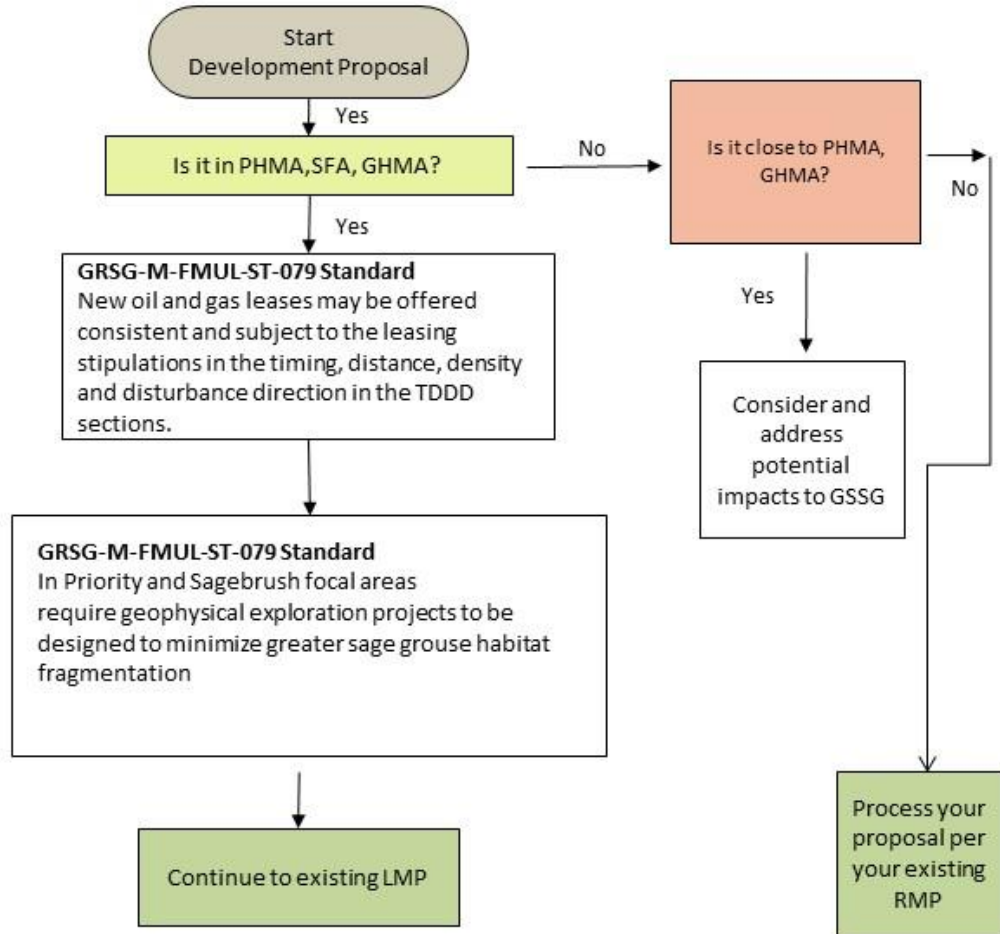 Start
Development Proposal
Yes
Is it in PHMA,SFA, GHMA?
No
Is it close to PHMA,
GHMA?
No
Yes
GRSG-M-FMUL-ST-079 Standard
New oil and gas leases may be offered
consistent and subject to the leasing
stipulations in the timing, distance, density
and disturbance direction in the TDDD
sections.
Yes
Consider and
address
potential
impacts to GSSG
GRSG-M-FMUL-ST-079 Standard
In Priority and Sagebrush focal areas
require geophysical exploration projects to be
designed to minimize greater sage grouse habitat
fragmentation
Continue to existing LMP
Process your
proposal per
your existing
RMP